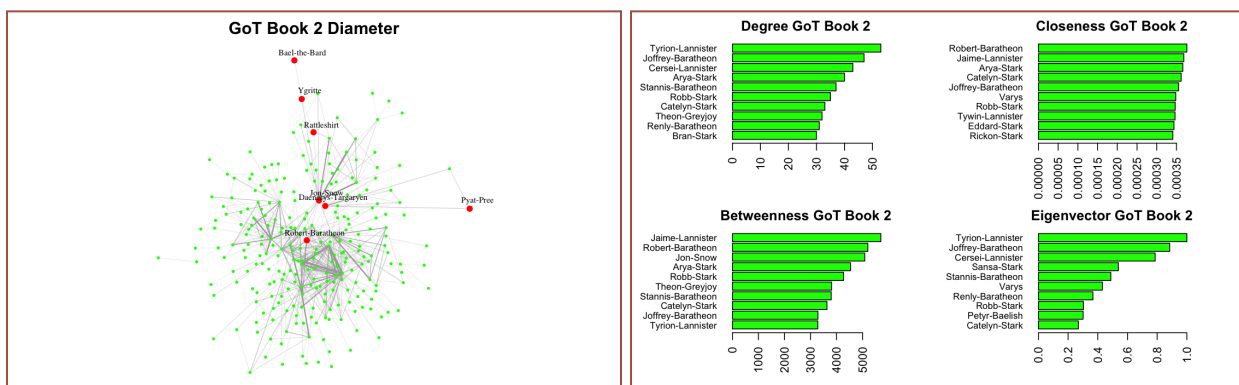 GoT Book 2 Diameter
Bael-the-Bard
Ygritte
Rattleshirt
Jon-Snow
Daenerys-Targaryen
Pyat-Pree
Robert-Baratheon
Degree GoT Book 2
Tyrion-Lannister
Joffrey-Baratheon
Cersei-Lannister
Arya-Stark
Stannis-Baratheon
Robb-Stark
Catelyn-Stark
Theon-Greyjoy
Renly-Baratheon
Bran-Stark
0 10 20 30 40 50
Closeness GoT Book 2
Robert-Baratheon
Jaime-Lannister
Arya-Stark
Catelyn-Stark
Joffrey-Baratheon
Varys
Robb-Stark
Tywin-Lannister
Eddard-Stark
Rickon-Stark
0.00000 0.00005 0.00010 0.00015 0.00020 0.00025 0.00030 0.00035
Betweenness GoT Book 2
Jaime-Lannister
Robert-Baratheon
Jon-Snow
Arya-Stark
Robb-Stark
Theon-Greyjoy
Stannis-Baratheon
Catelyn-Stark
Joffrey-Baratheon
Tyrion-Lannister
0 1000 2000 3000 4000 5000
Eigenvector GoT Book 2
Tyrion-Lannister
Joffrey-Baratheon
Cersei-Lannister
Sansa-Stark
Stannis-Baratheon
Varys
Renly-Baratheon
Robb-Stark
Petyr-Baelish
Catelyn-Stark
0.0 0.2 0.4 0.6 0.8 1.0